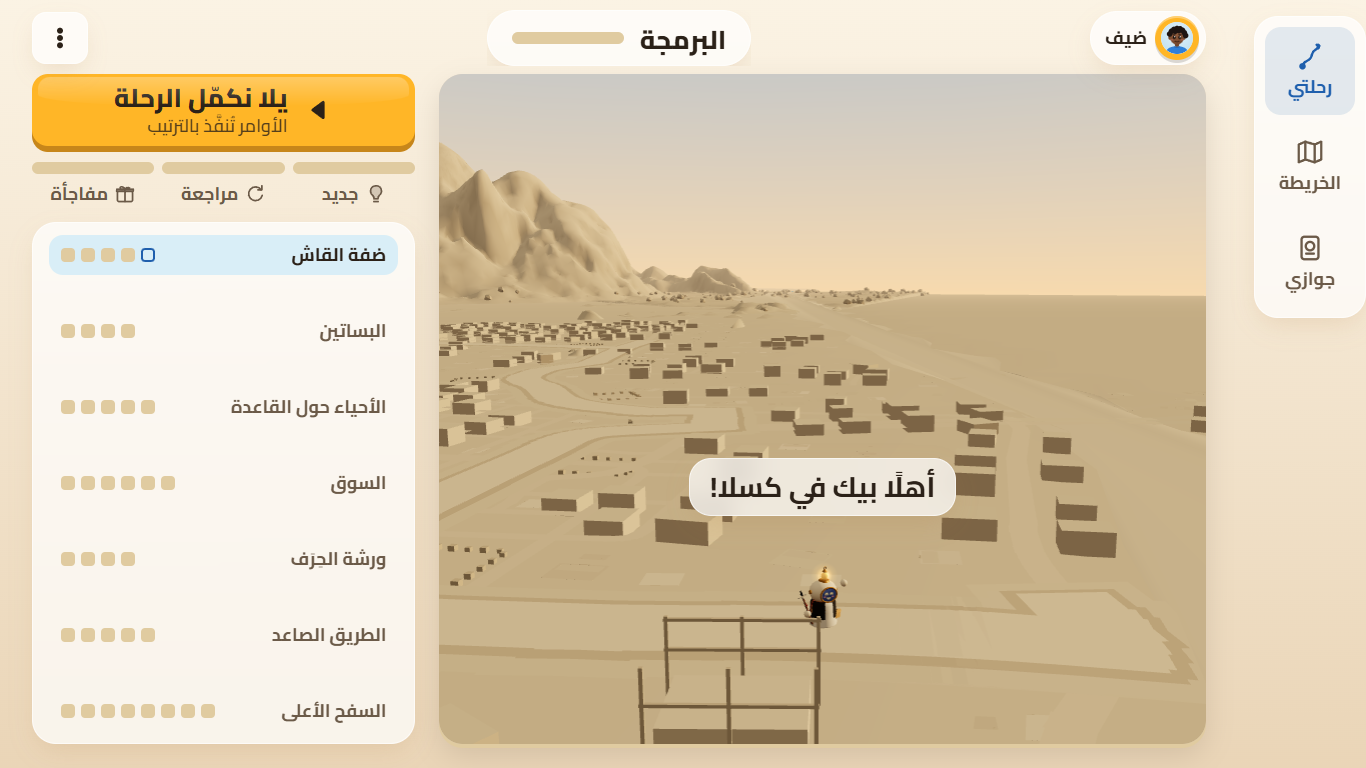 رحلتي
الخريطة
جوازي
ضيف
البرمجة
أهلًا بيك في كسلا!
يلا نكمّل الرحلة
الأوامر تُنفَّذ بالترتيب
جديد
مراجعة
مفاجأة
ضفة القاش
البساتين
الأحياء حول القاعدة
السوق
ورشة الحِرَف
الطريق الصاعد
السفح الأعلى